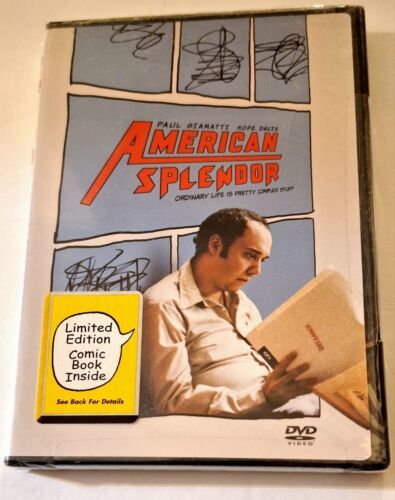 PAUL GIAMATTI HOPE DAVIS
AMERICAN
SPLENDOR
ORDINARY LIFE IS PRETTY COMPLEX STUFF
Limited
Edition
Comic
Book
Inside
See Back For Details
DVD
VIDEO